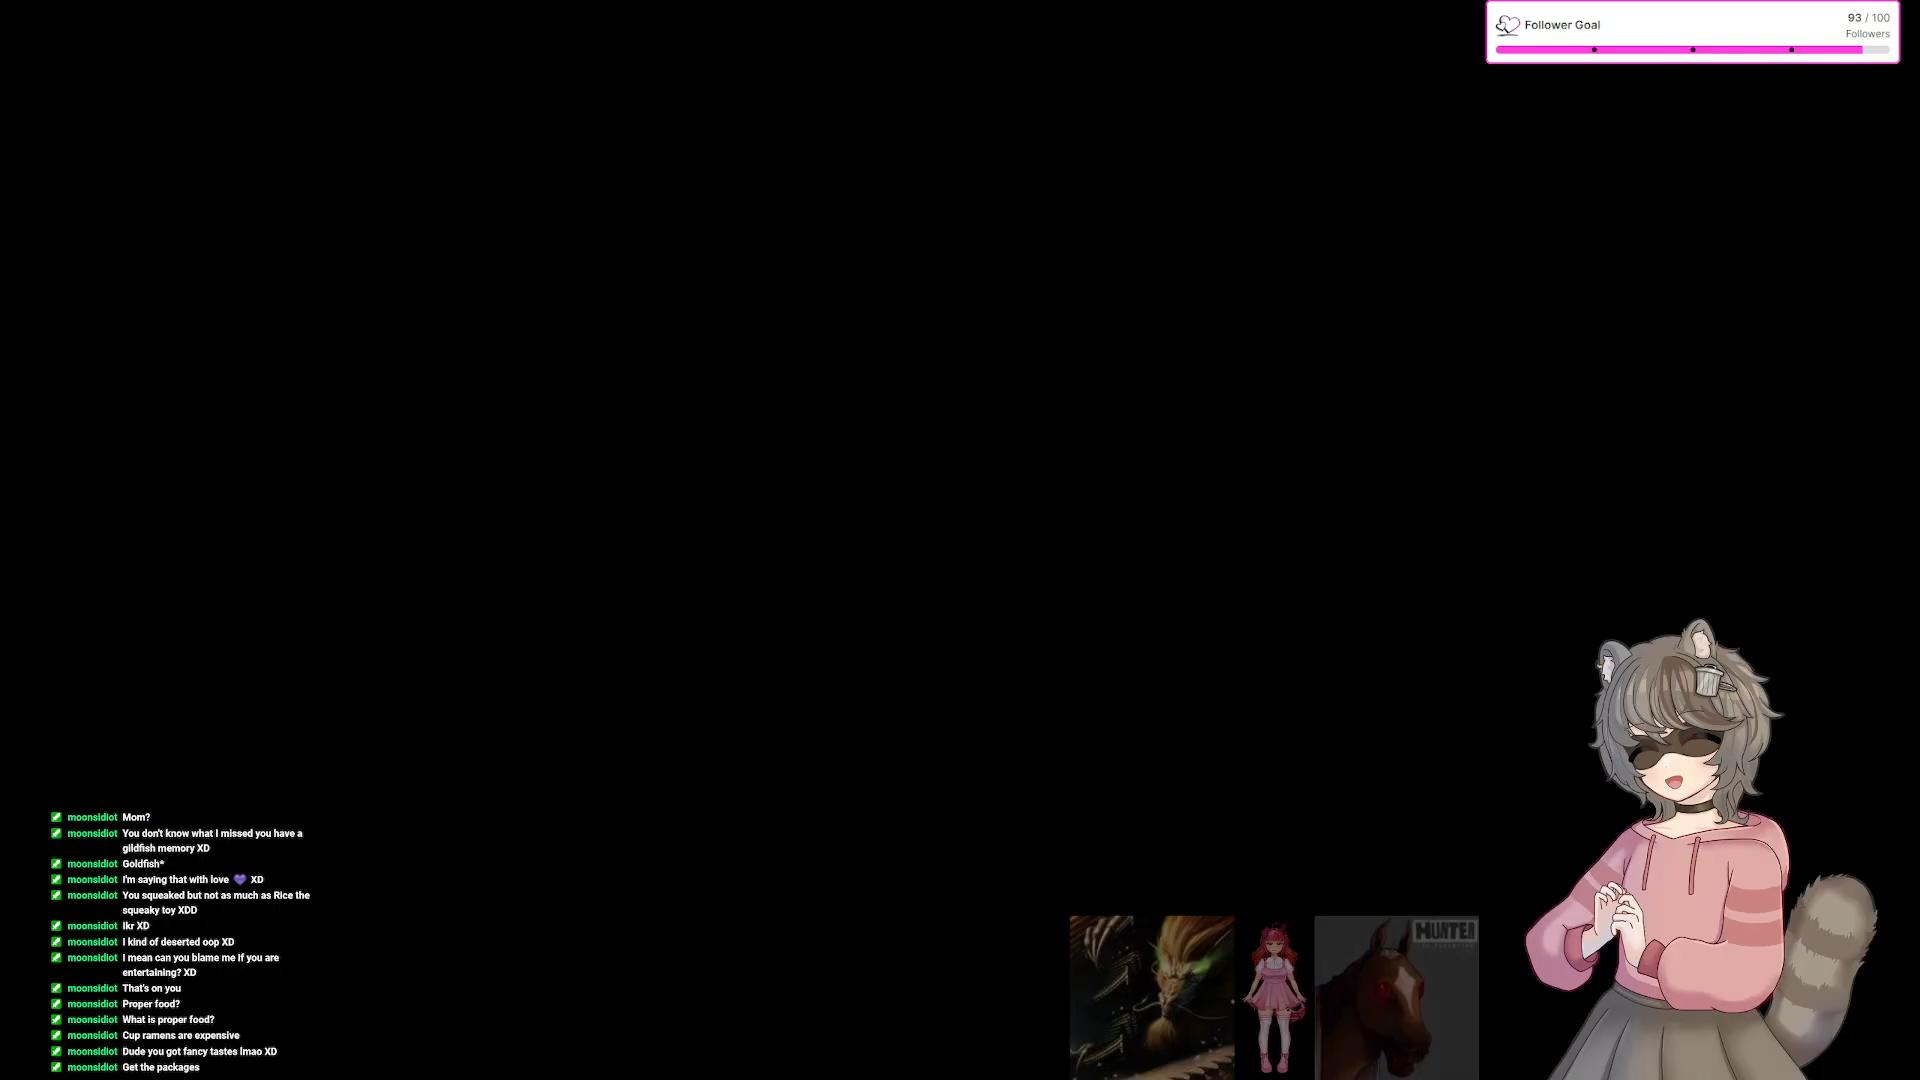 Follower Goal
93 / 100
Followers
moonsidiot Mom?
moonsidiot You don't know what I missed you have a
gildfish memory XD
moonsidiot Goldfish*
moonsidiot I'm saying that with love 💜 XD
moonsidiot You squeaked but not as much as Rice the
squeaky toy XDD
moonsidiot Ikr XD
moonsidiot I kind of deserted oop XD
moonsidiot I mean can you blame me if you are
entertaining? XD
moonsidiot That's on you
moonsidiot Proper food?
moonsidiot What is proper food?
moonsidiot Cup ramens are expensive
moonsidiot Dude you got fancy tastes lmao XD
moonsidiot Get the packages
HUNTER